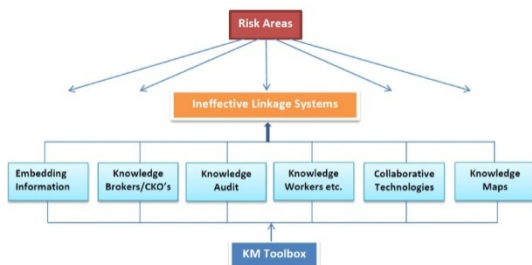 Risk Areas
Ineffective Linkage Systems
Embedding
Information
Knowledge
Brokers/CKO's
Knowledge
Audit
Knowledge
Workers etc.
Collaborative
Technologies
Knowledge
Maps
KM Toolbox